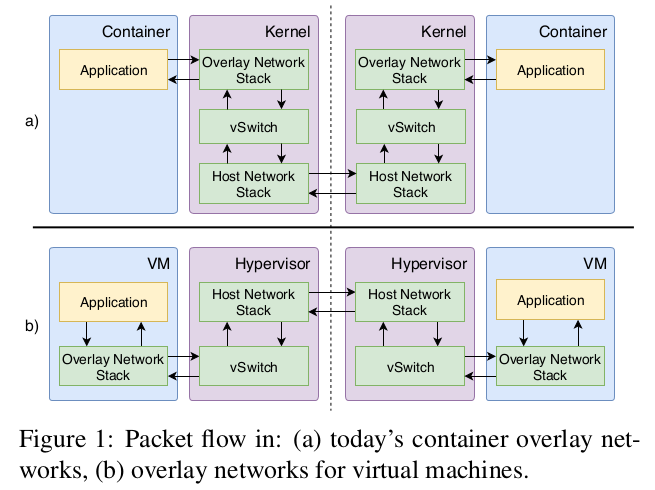 Container Kernel Kernel Container
Application Overlay Network Stack Overlay Network Stack Application
a)
vSwitch vSwitch
Host Network Stack Host Network Stack
VM Hypervisor Hypervisor VM
Application Host Network Stack Host Network Stack Application
b)
Overlay Network Stack vSwitch vSwitch Overlay Network Stack
Figure 1: Packet flow in: (a) today's container overlay net-
works, (b) overlay networks for virtual machines.